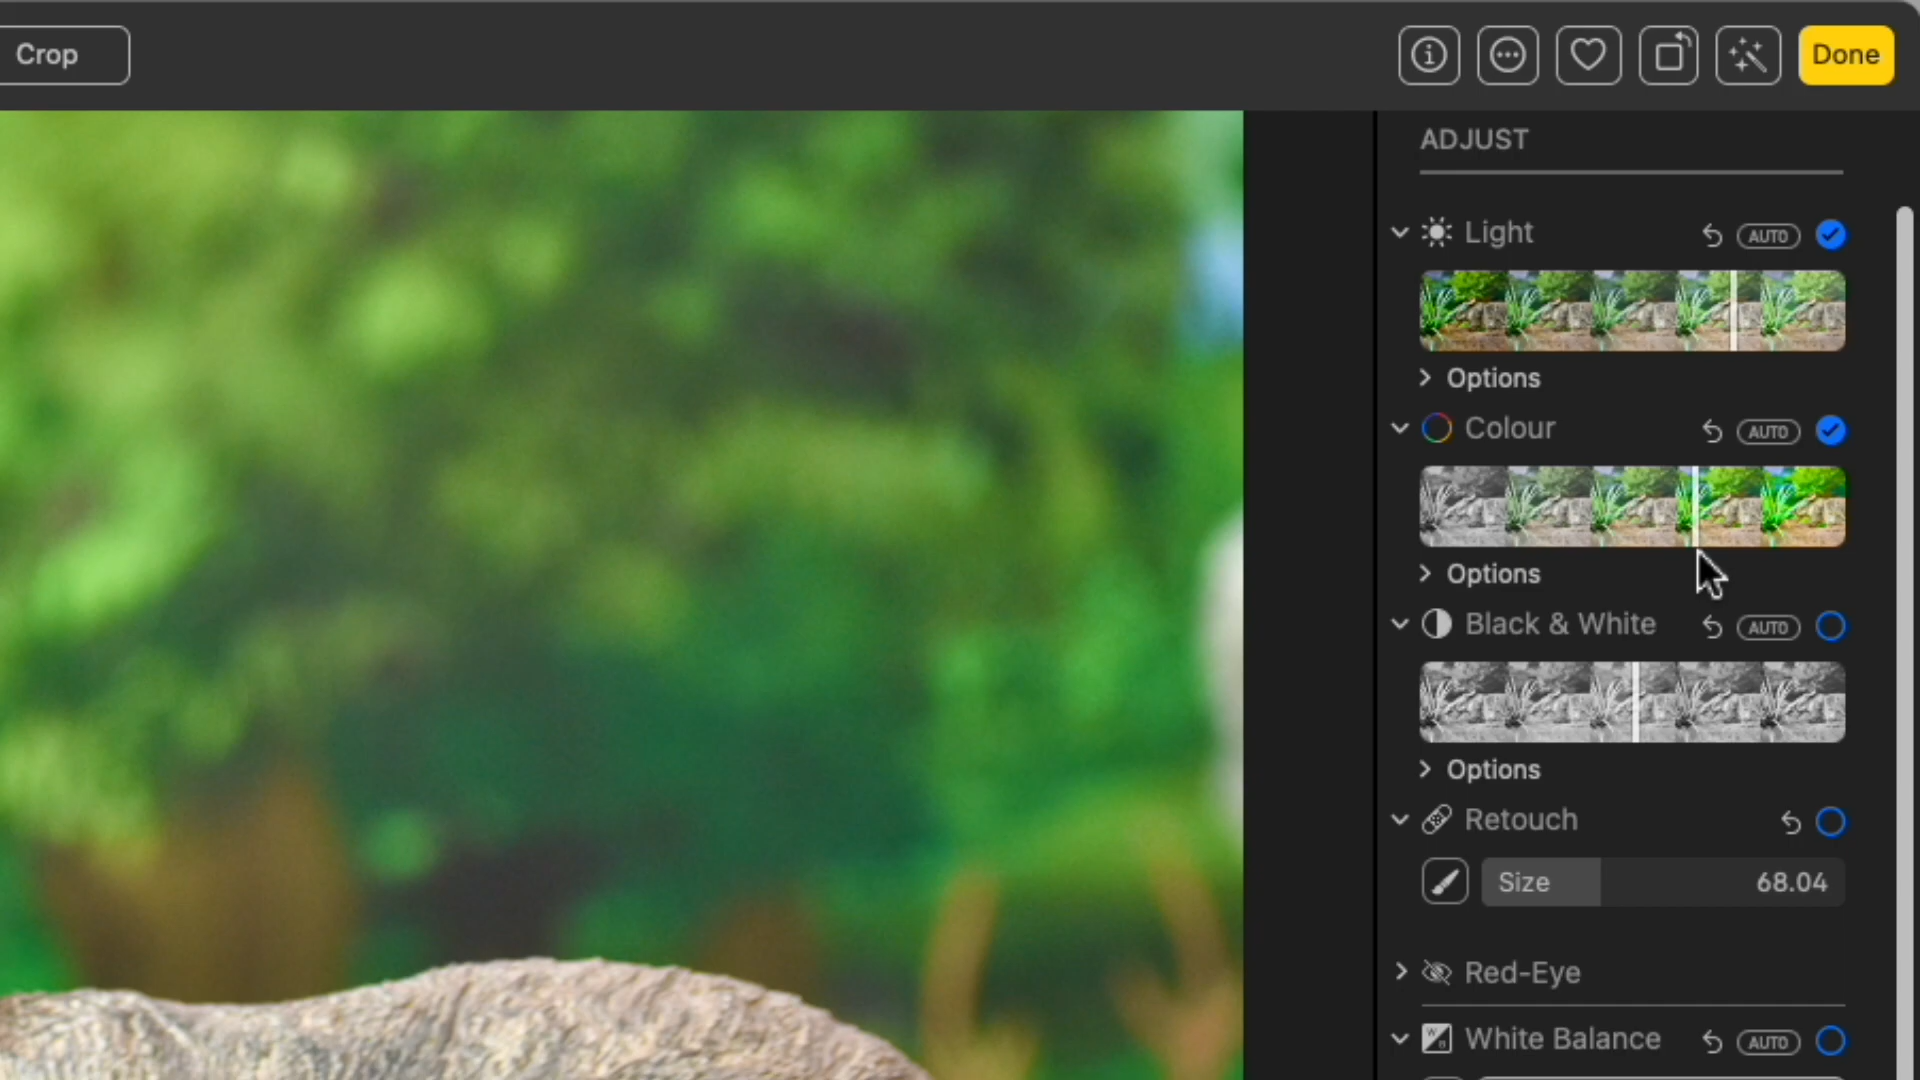 Crop
Done
ADJUST
Light
AUTO
Options
Colour
AUTO
Options
Black & White
AUTO
Options
Retouch
Size
68.04
Red-Eye
White Balance
AUTO